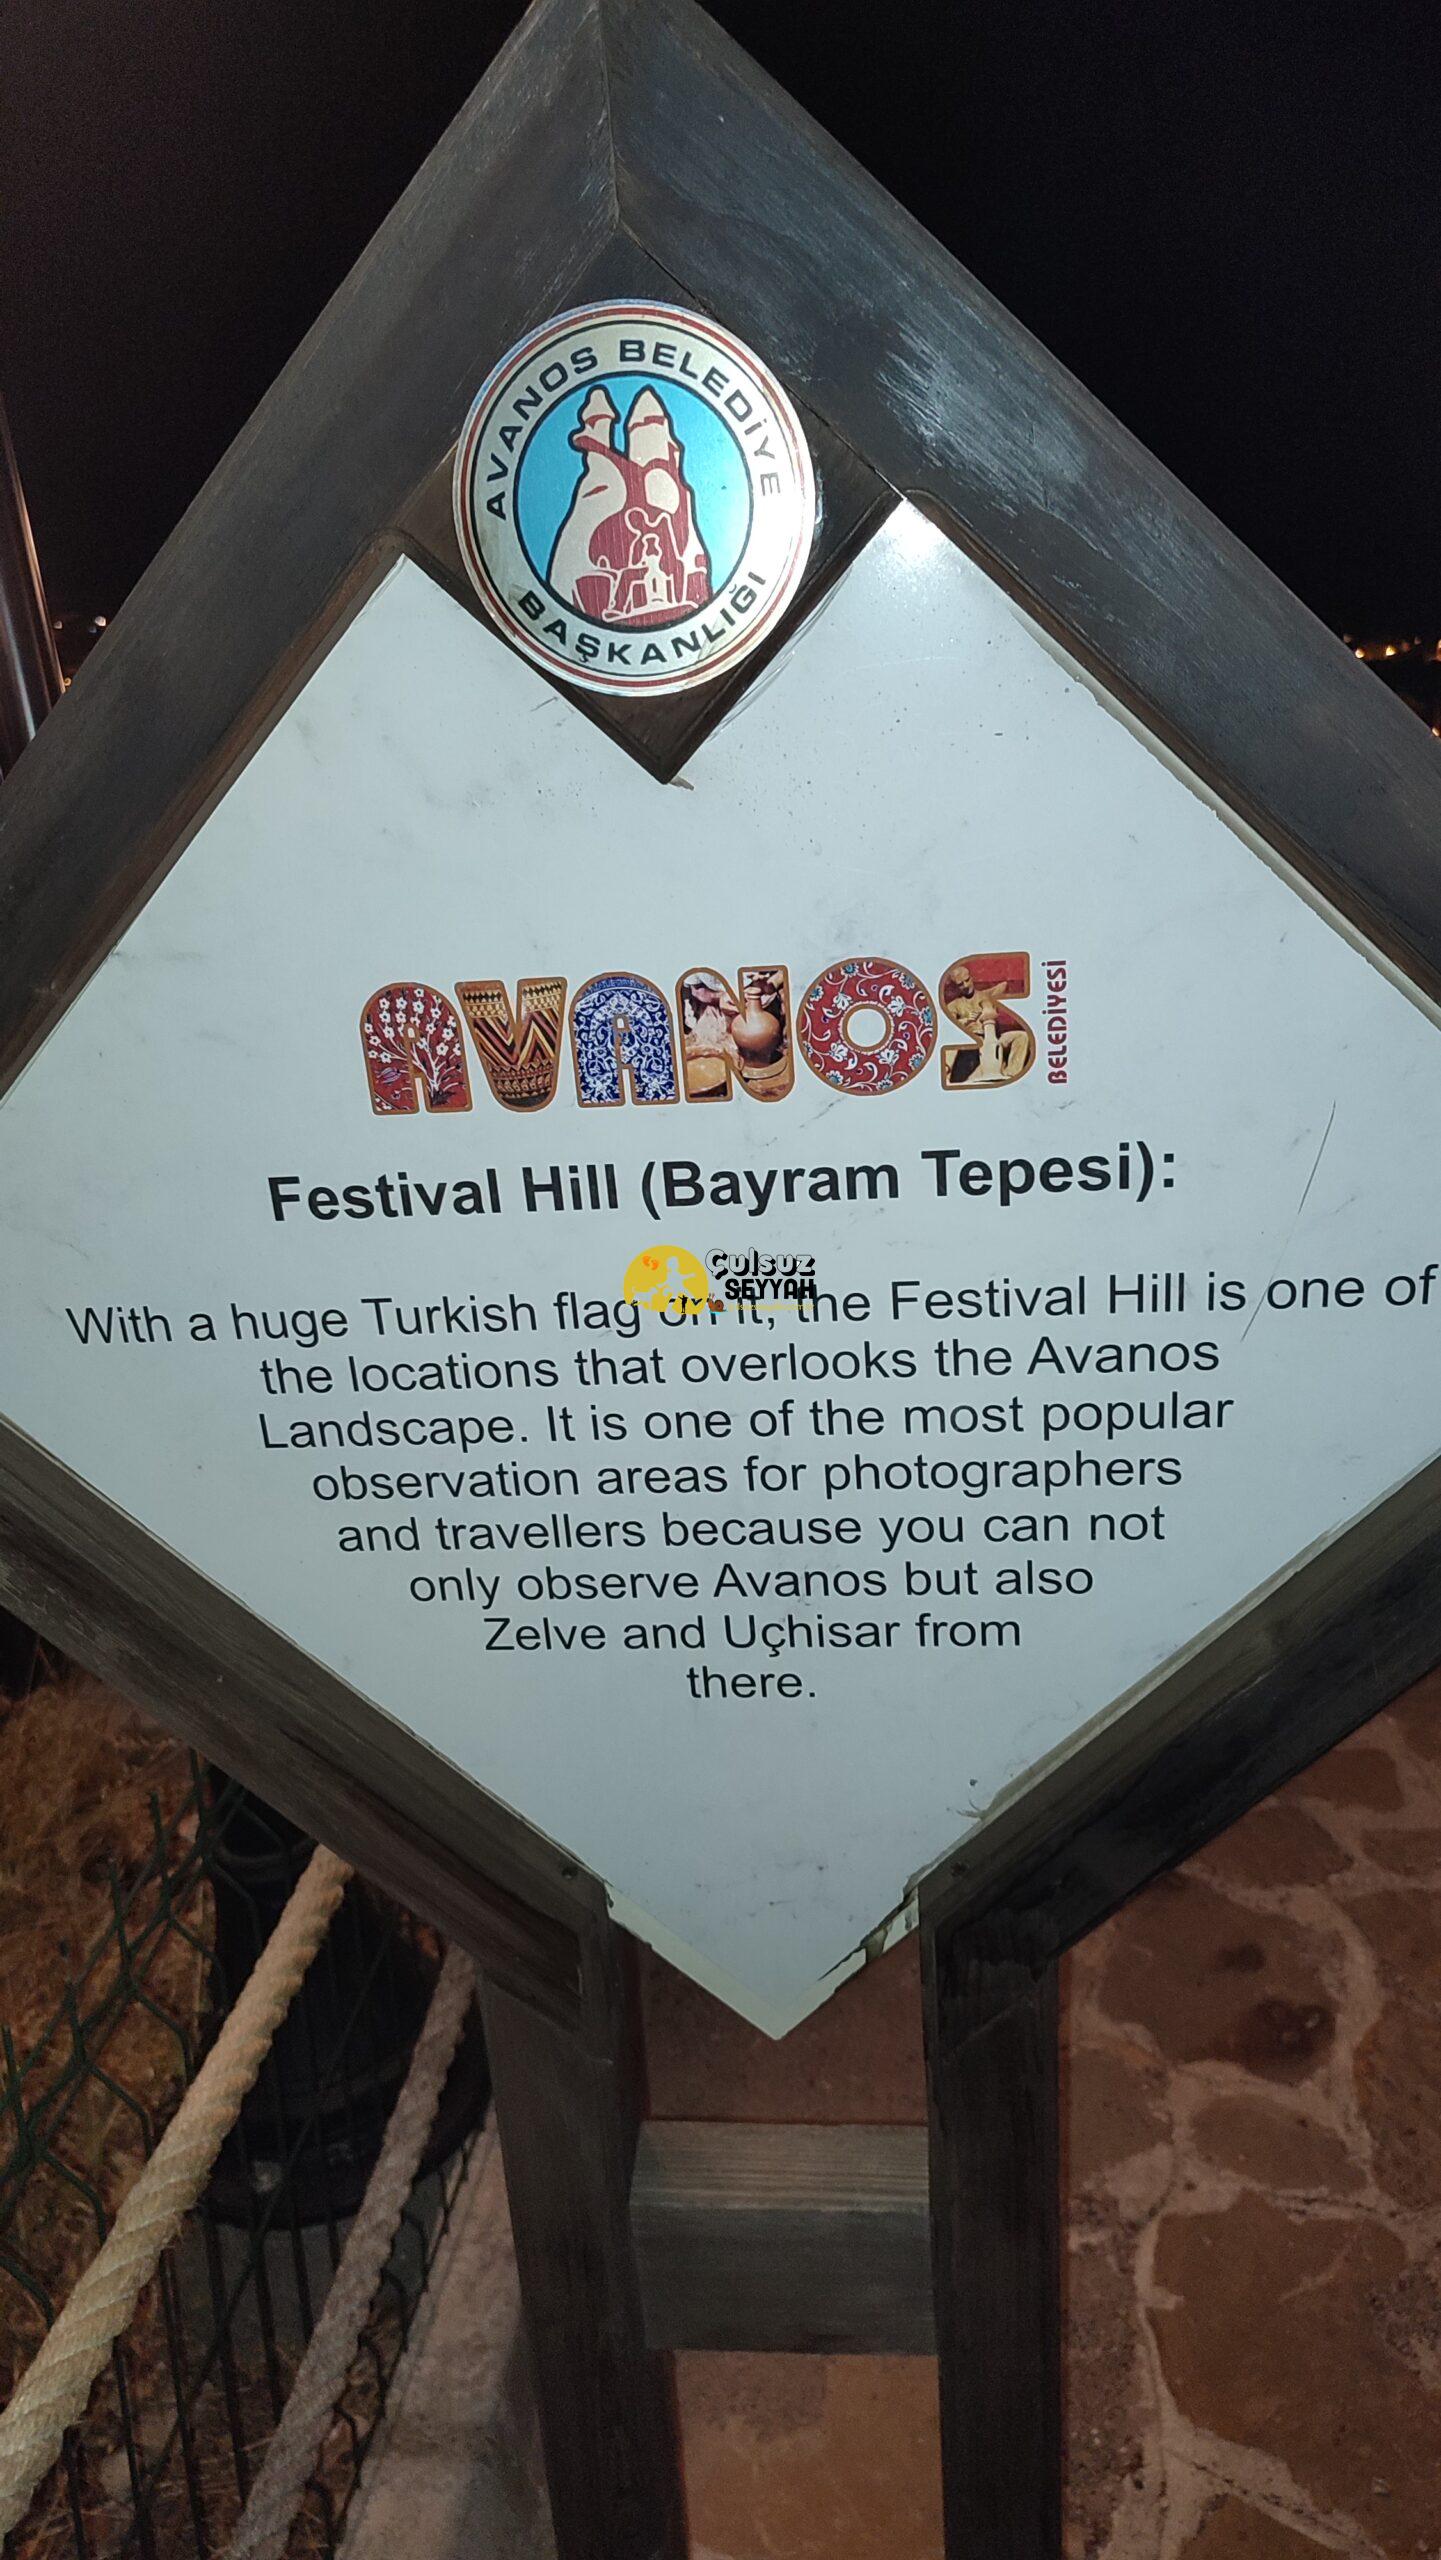 AVANOS BELEDİYE
BAŞKANLIĞI
AVANOS
BELEDİYESİ
Festival Hill (Bayram Tepesi):
Çulsuz
SEYYAH
With a huge Turkish flag on it, the Festival Hill is one of
the locations that overlooks the Avanos
Landscape. It is one of the most popular
observation areas for photographers
and travellers because you can not
only observe Avanos but also
Zelve and Uçhisar from
there.